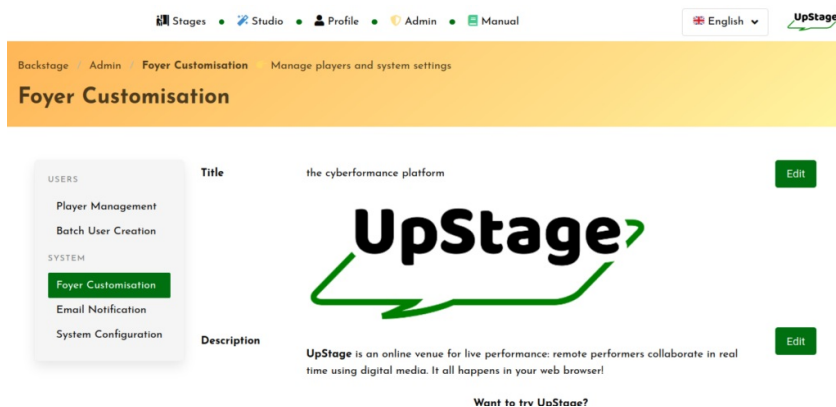 Stages • Studio • Profile • Admin • Manual
English
UpStage
Backstage / Admin / Foyer Customisation • Manage players and system settings
Foyer Customisation
USERS
Player Management
Batch User Creation
SYSTEM
Foyer Customisation
Email Notification
System Configuration
Title
the cyberformance platform
Edit
UpStage
Description
Edit
UpStage is an online venue for live performance: remote performers collaborate in real
time using digital media. It all happens in your web browser!
Want to try UpStage?